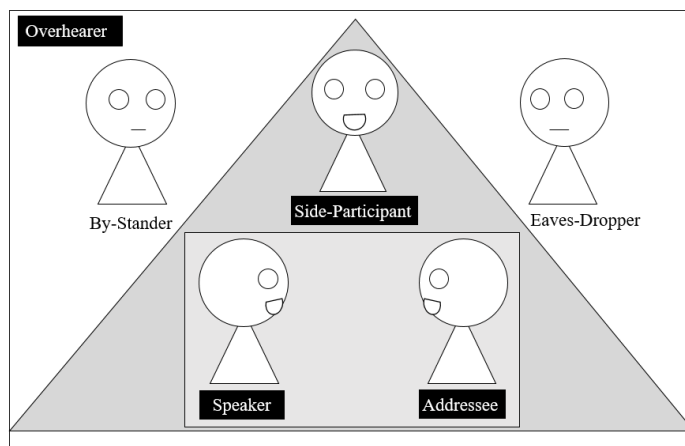 Overhearer
By-Stander
Side-Participant
Eaves-Dropper
Speaker
Addressee